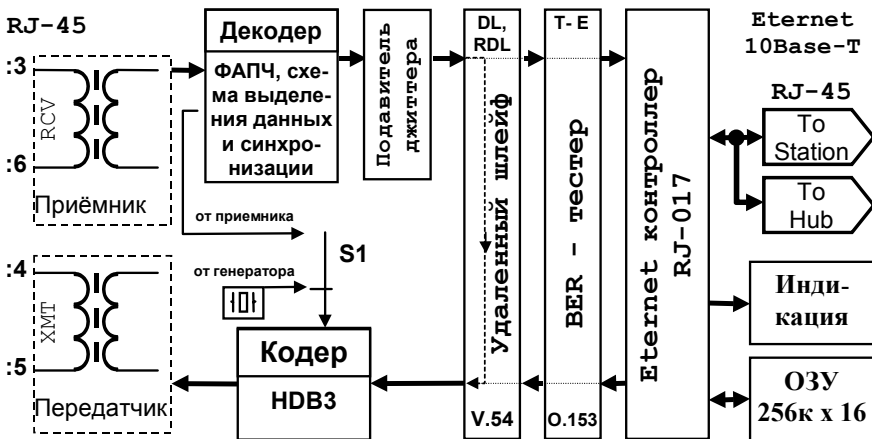 RJ-45
:3
RCV
:6
Приёмник
:4
XMT
:5
Передатчик
Декодер
ФАПЧ, схе-
ма выделе-
ния данных
и синхро-
низации
от приемника
S1
от генератора
Кодер
HDB3
Подавитель
джиттера
DL,
RDL
Удаленный шлейф
V.54
T-E
BER - тестер
O.153
Eternet контроллер
RJ-017
Eternet
10Base-T
RJ-45
To
Station
To
Hub
Инди-
кация
ОЗУ
256к x 16